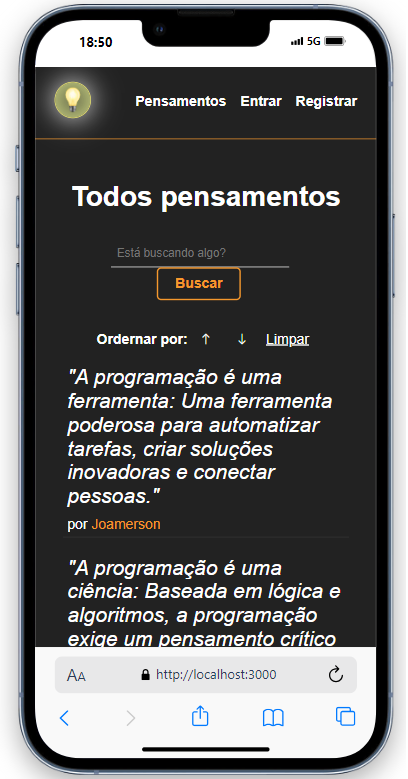 18:50
5G
Pensamentos Entrar Registrar
Todos pensamentos
Está buscando algo?
Buscar
Ordernar por: ↑ ↓ Limpar
"A programação é uma
ferramenta: Uma ferramenta
poderosa para automatizar
tarefas, criar soluções
inovadoras e conectar
pessoas."
por Joamerson
"A programação é uma
ciência: Baseada em lógica e
algoritmos, a programação
exige um pensamento crítico
AA http://localhost:3000